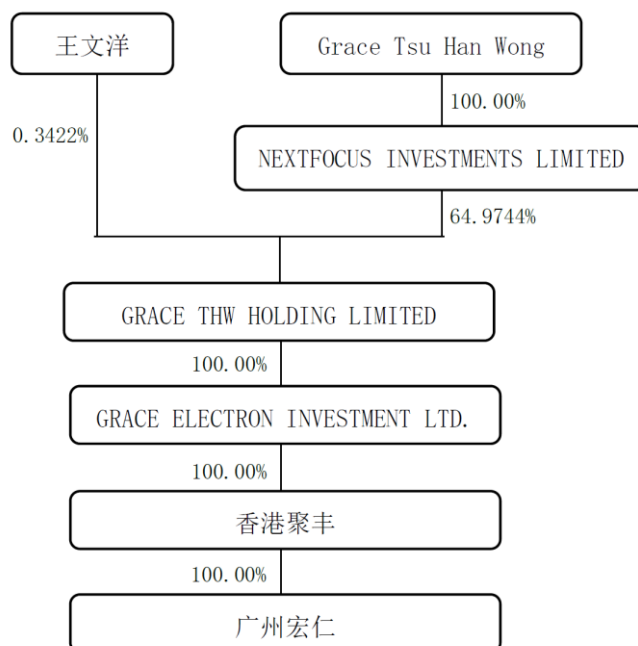 王文洋
Grace Tsu Han Wong
100.00%
0.3422%
NEXTFOCUS INVESTMENTS LIMITED
64.9744%
GRACE THW HOLDING LIMITED
100.00%
GRACE ELECTRON INVESTMENT LTD.
100.00%
香港聚丰
100.00%
广州宏仁